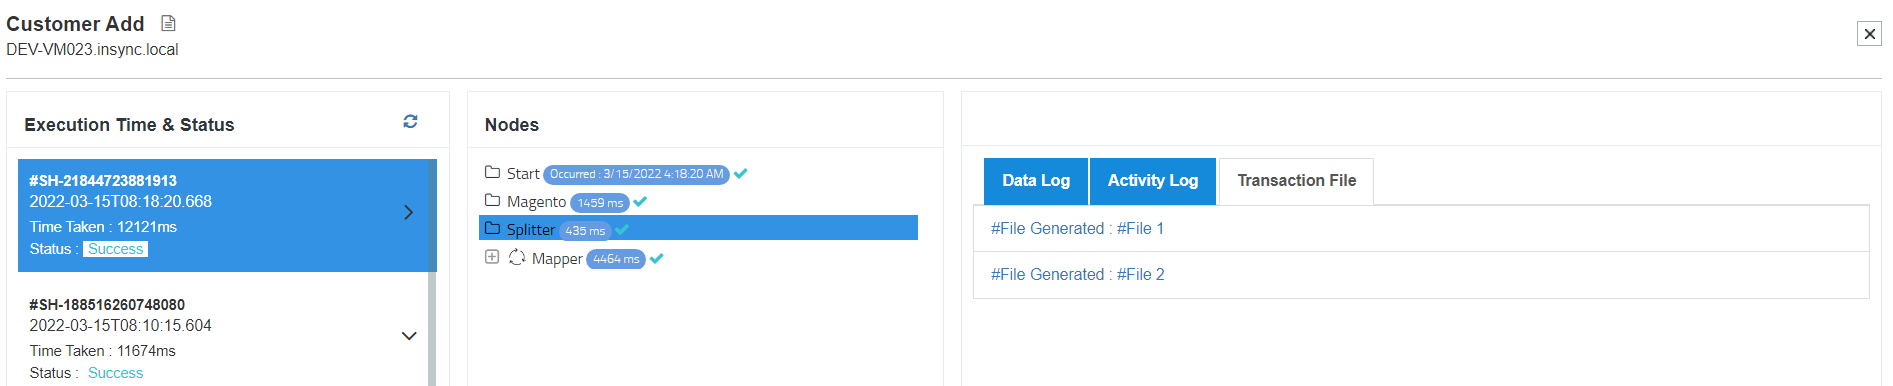 Customer Add
DEV-VM023.insync.local
Execution Time & Status
#SH-21844723881913
2022-03-15T08:18:20.668
Time Taken : 12121ms
Status : Success
#SH-188516260748080
2022-03-15T08:10:15.604
Time Taken : 11674ms
Status : Success
Nodes
Start Occurred : 3/15/2022 4:18:20 AM
Magento 1459 ms
Splitter 435 ms
Mapper 4464 ms
Data Log Activity Log Transaction File
#File Generated : #File 1
#File Generated : #File 2